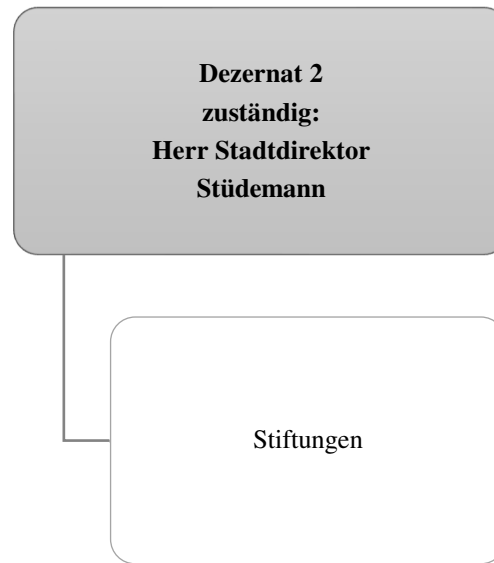 Dezernat 2
zuständig:
Herr Stadtdirektor
Stüdemann
Stiftungen